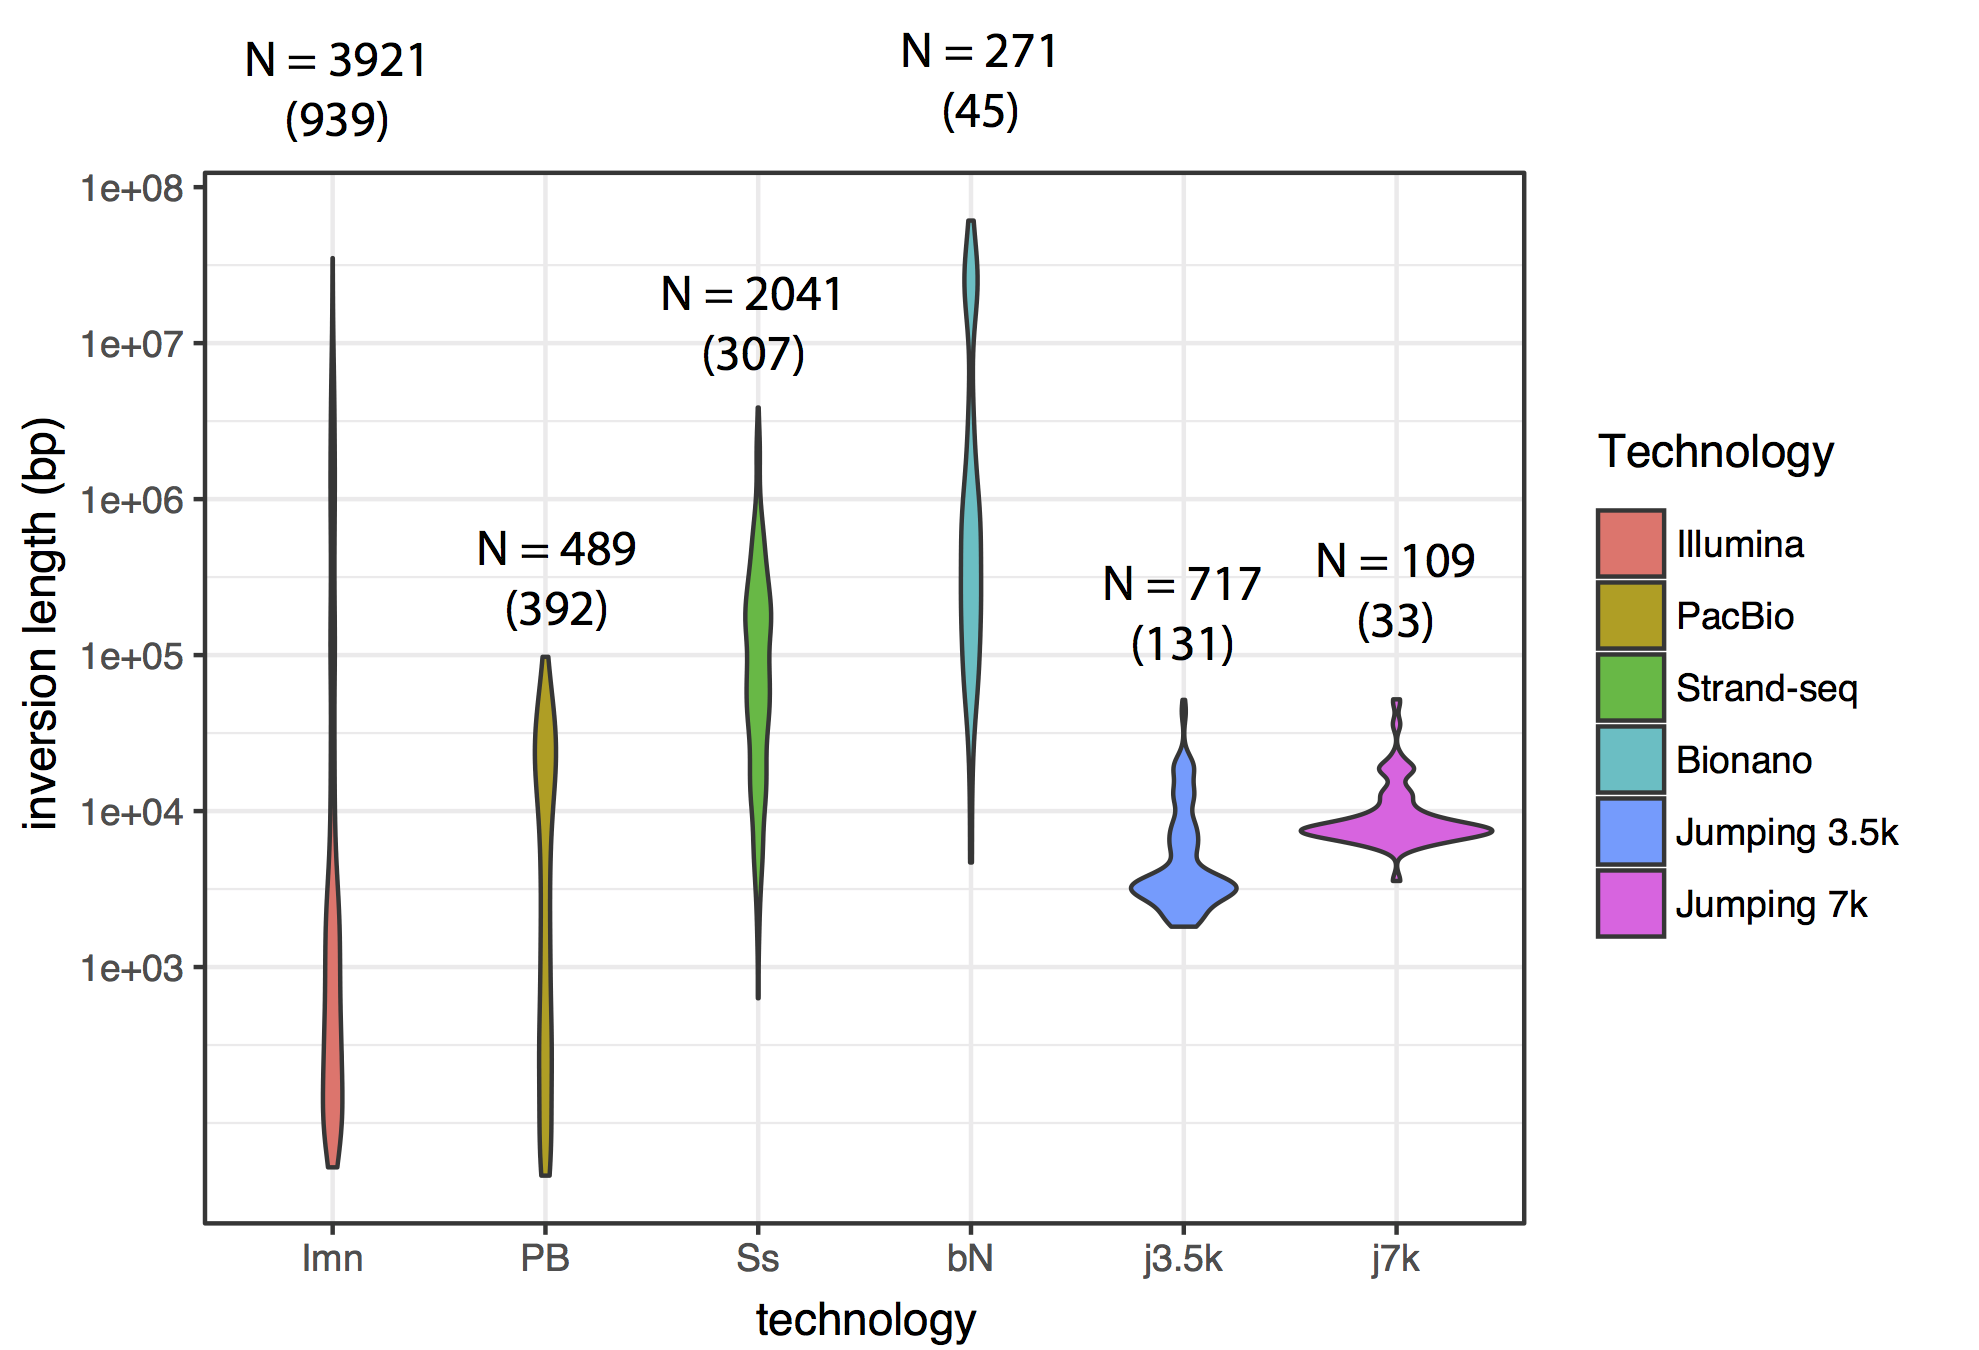 N = 3921
(939)
N = 271
(45)
N = 2041
(307)
N = 489
(392)
N = 717
(131)
N = 109
(33)
1e+08
1e+07
1e+06
1e+05
1e+04
1e+03
inversion length (bp)
lmn
PB
Ss
bN
j3.5k
j7k
technology
Technology
Illumina
PacBio
Strand-seq
Bionano
Jumping 3.5k
Jumping 7k